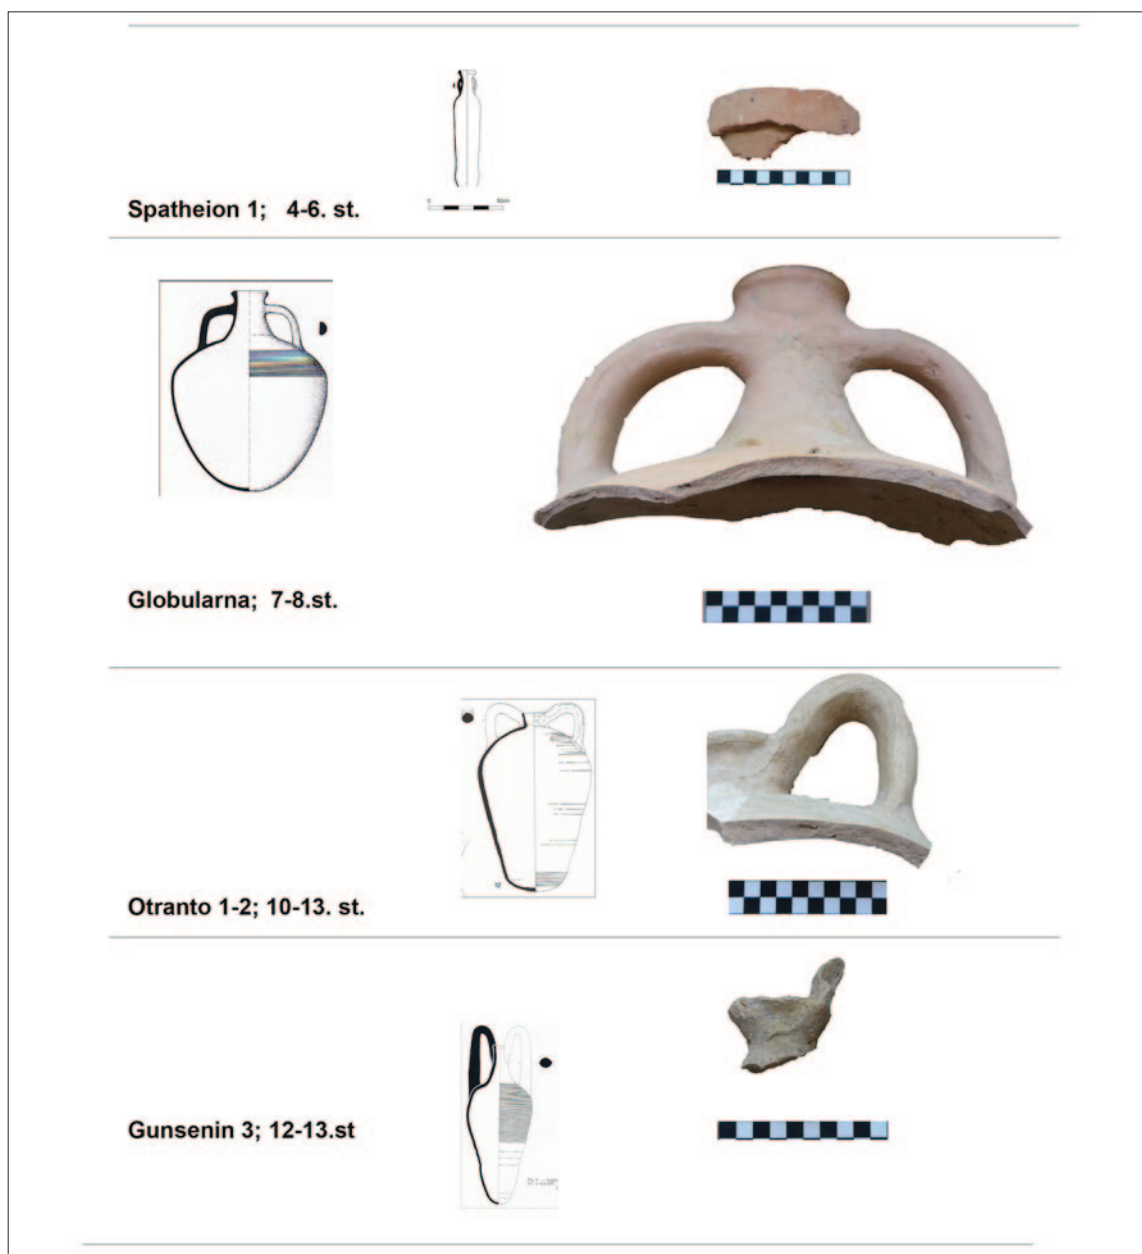 Spatheion 1; 4-6. st.
Globularna; 7-8.st.
12
Otranto 1-2; 10-13. st.
Gunsenin 3; 12-13.st